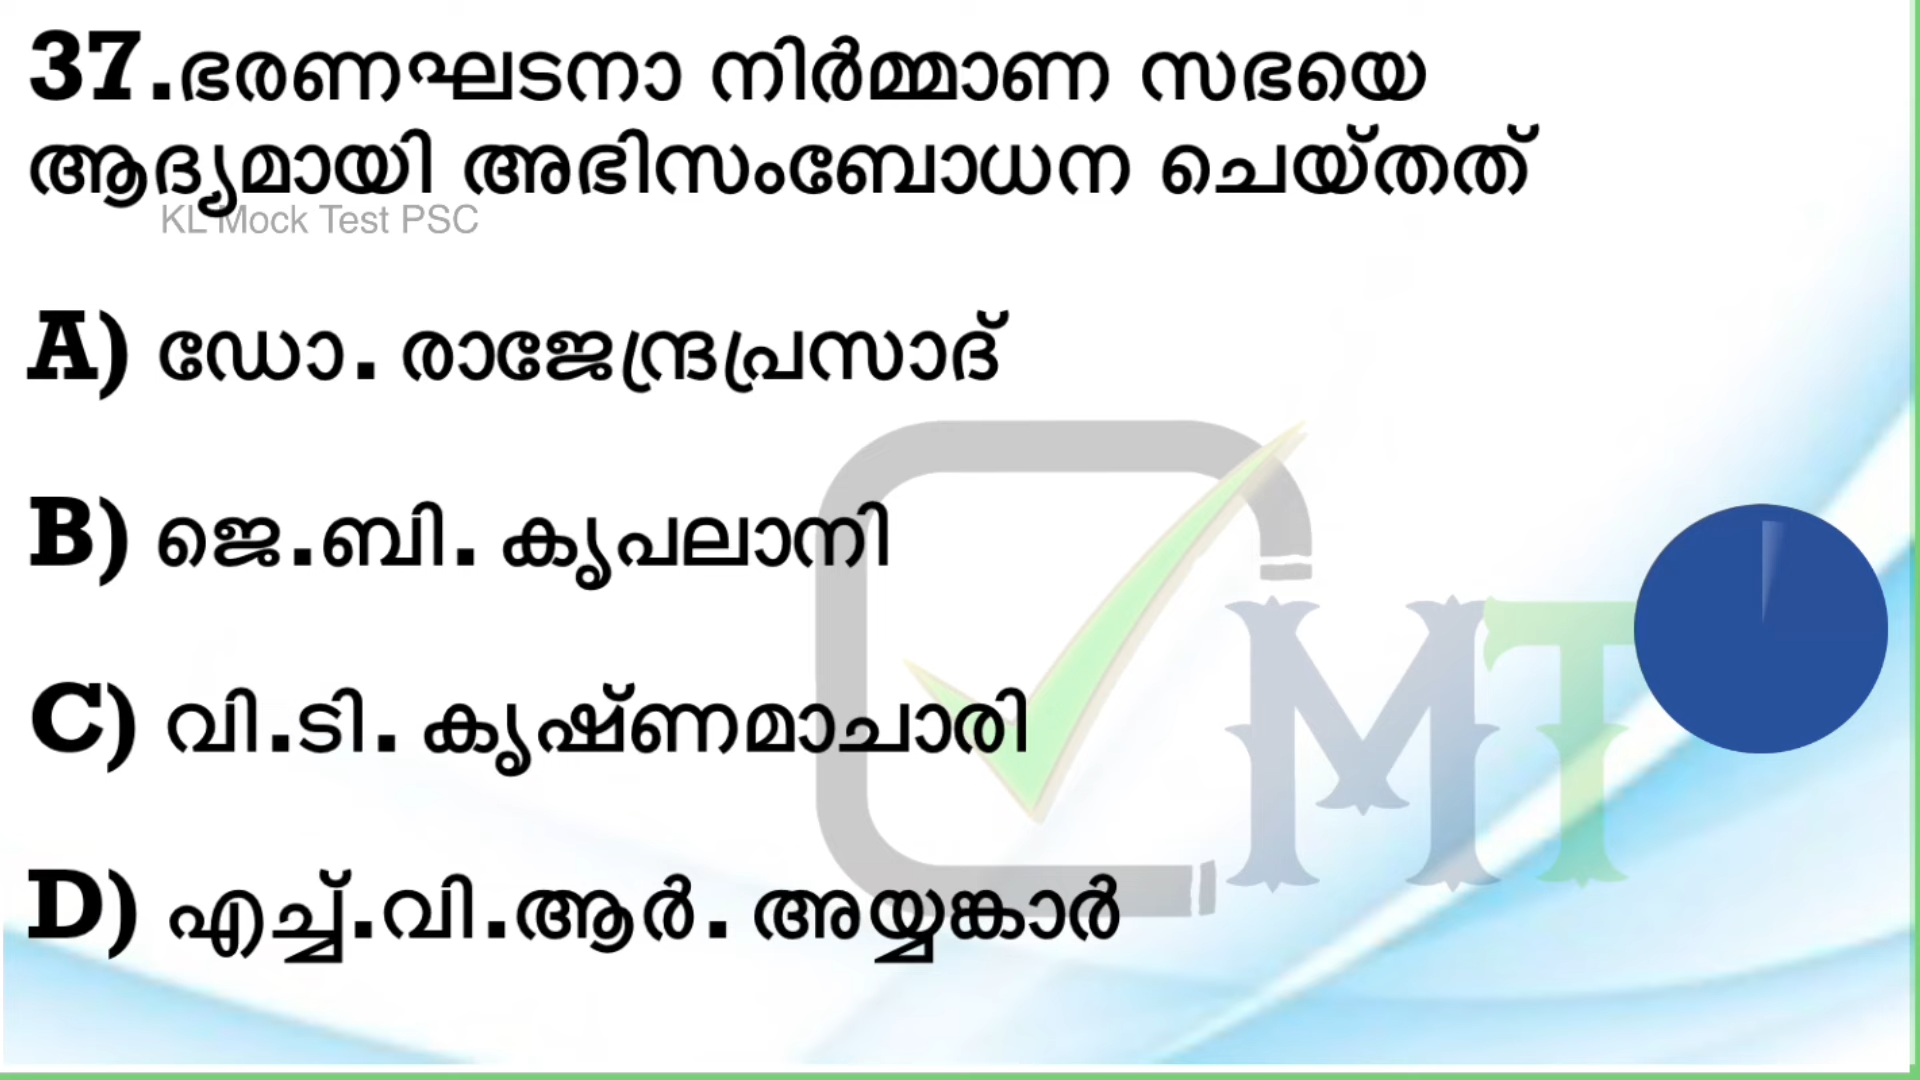 37.ഭരണഘടനാ നിർമ്മാണ സഭയെ
ആദ്യമായി അഭിസംബോധന ചെയ്തത്
KL Mock Test PSC
A) ഡോ. രാജേന്ദ്രപ്രസാദ്
B) ജെ.ബി. കൃപലാനി
C) വി.ടി. കൃഷ്ണമാചാരി
MT
D) എച്ച്.വി.ആർ. അയ്യങ്കാർ